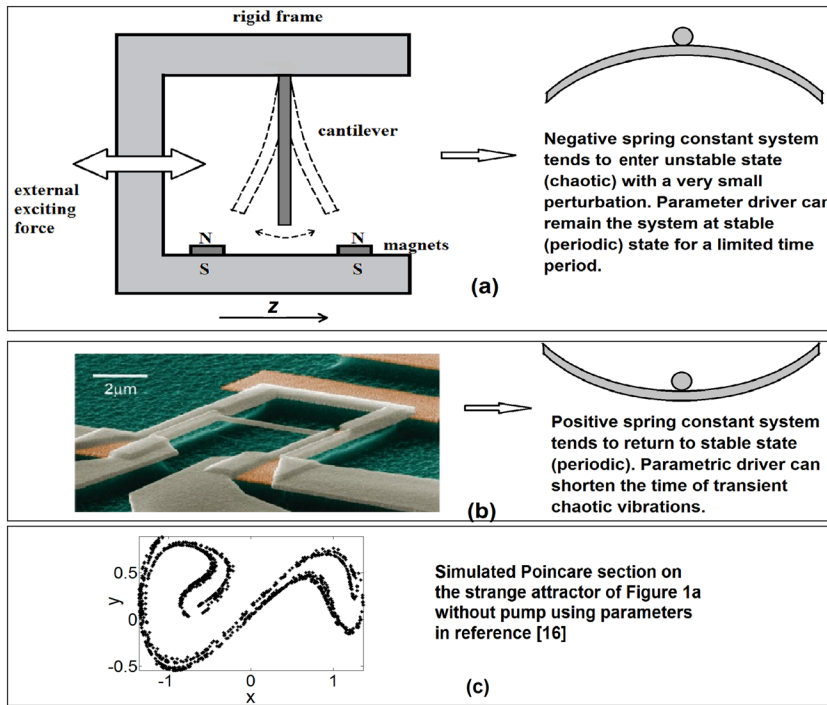 rigid frame
cantilever
external
exciting
force
N
N
magnets
S
S
z
(a)
Negative spring constant system
tends to enter unstable state
(chaotic) with a very small
perturbation. Parameter driver can
remain the system at stable
(periodic) state for a limited time
period.
2μm
(b)
Positive spring constant system
tends to return to stable state
(periodic). Parametric driver can
shorten the time of transient
chaotic vibrations.
0.5
y
0
-0.5
-1
0
1
x
(c)
Simulated Poincare section on
the strange attractor of Figure 1a
without pump using parameters
in reference [16]